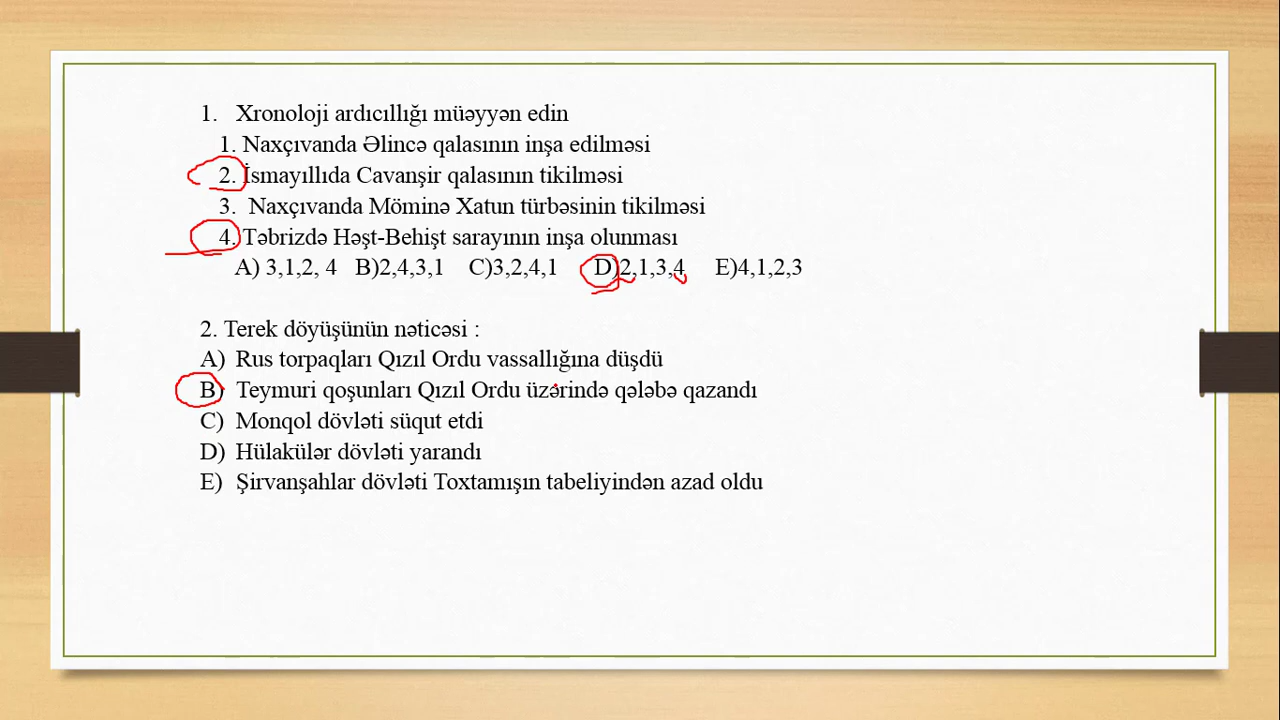 1. Xronoloji ardıcıllığı müəyyən edin
1. Naxçıvanda Əlincə qalasının inşa edilməsi
2. İsmayıllıda Cavanşir qalasının tikilməsi
3. Naxçıvanda Möminə Xatun türbəsinin tikilməsi
4. Təbrizdə Həşt-Behişt sarayının inşa olunması
A) 3,1,2, 4 B)2,4,3,1 C)3,2,4,1 D)2,1,3,4 E)4,1,2,3
2. Terek döyüşünün nəticəsi :
A) Rus torpaqları Qızıl Ordu vassallığına düşdü
B) Teymuri qoşunları Qızıl Ordu üzərində qələbə qazandı
C) Monqol dövləti süqut etdi
D) Hülakülər dövləti yarandı
E) Şirvanşahlar dövləti Toxtamışın tabeliyindən azad oldu